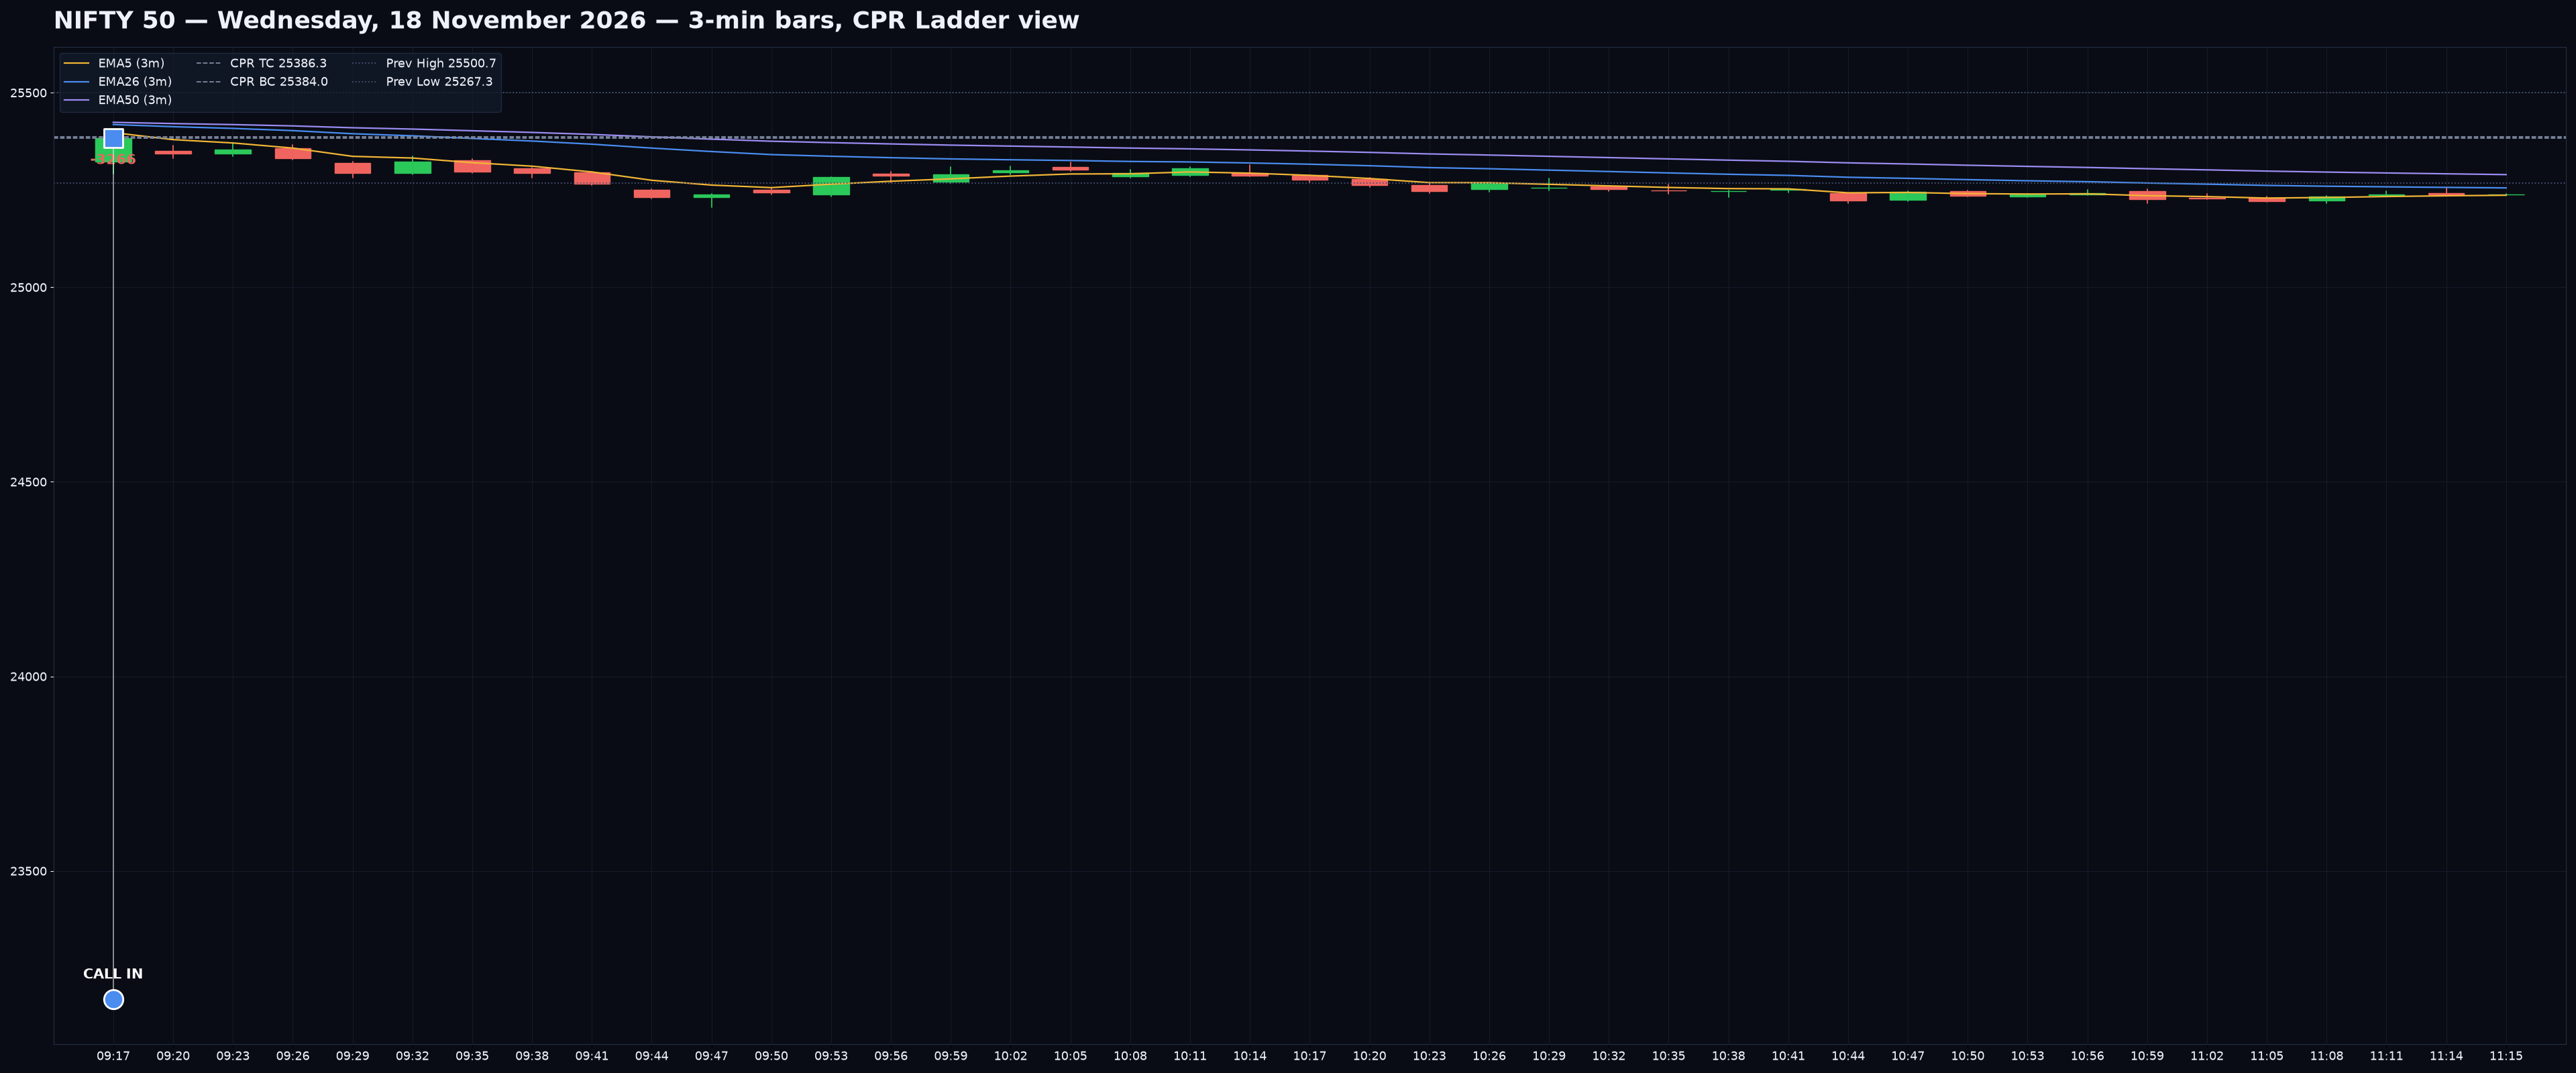 NIFTY 50 — Wednesday, 18 November 2026 — 3-min bars, CPR Ladder view
EMA5 (3m)
EMA26 (3m)
EMA50 (3m)
CPR TC 25386.3
CPR BC 25384.0
Prev High 25500.7
Prev Low 25267.3
25500
25000
24500
24000
23500
CALL IN
09:17 09:20 09:23 09:26 09:29 09:32 09:35 09:38 09:41 09:44 09:47 09:50 09:53 09:56 09:59 10:02 10:05 10:08 10:11 10:14 10:17 10:20 10:23 10:26 10:29 10:32 10:35 10:38 10:41 10:44 10:47 10:50 10:53 10:56 10:59 11:02 11:05 11:08 11:11 11:14 11:15